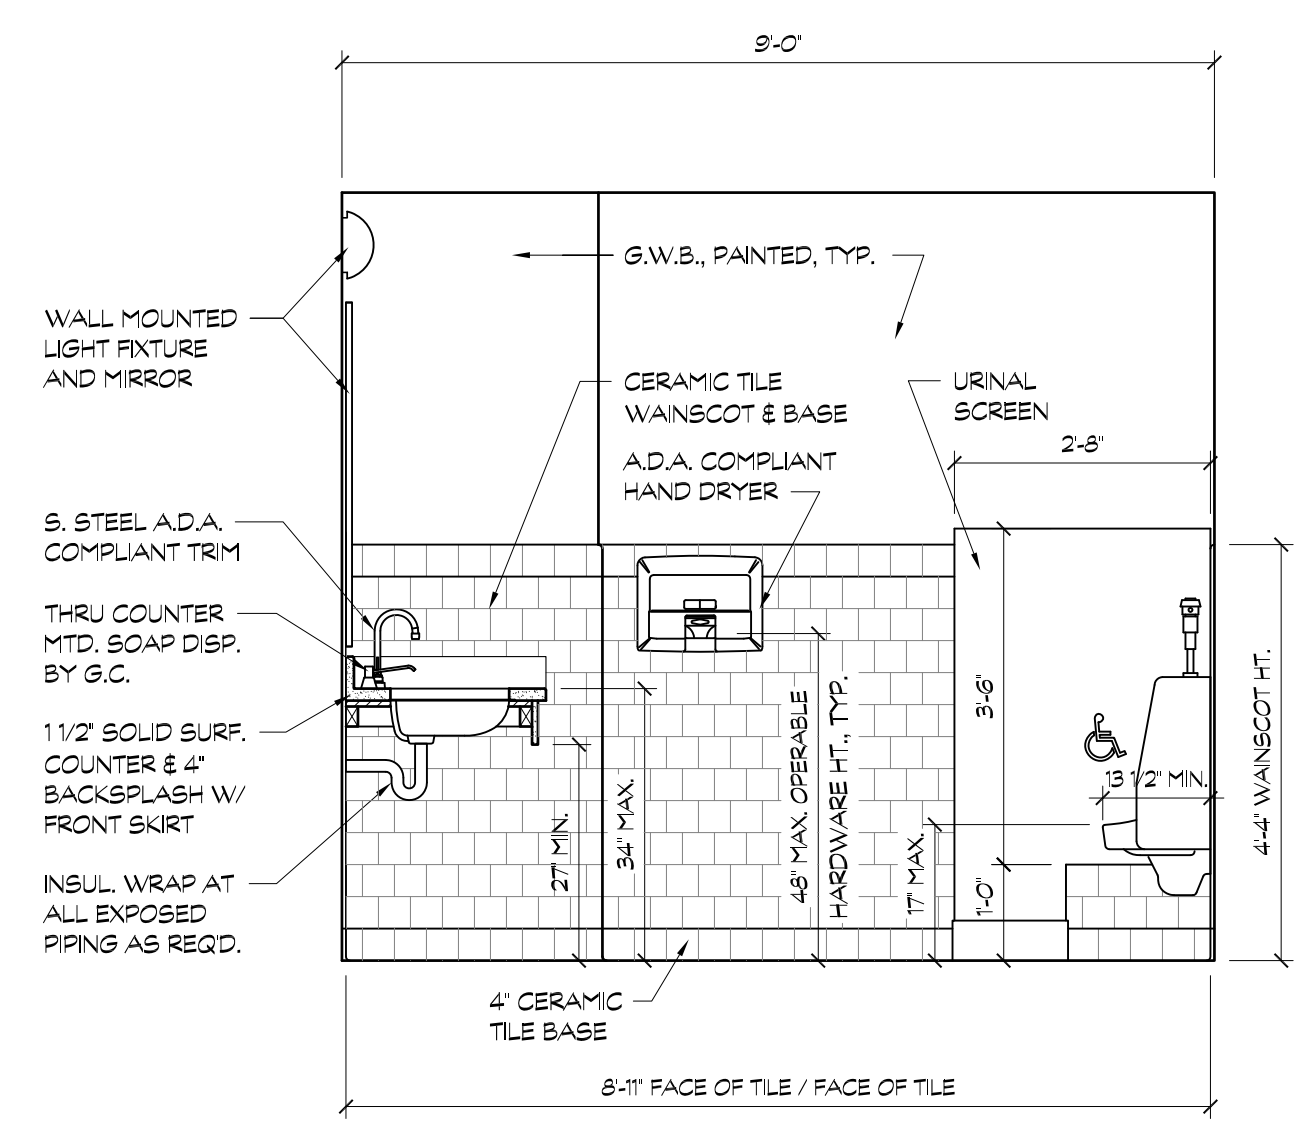 9'-0"
G.W.B., PAINTED, TYP.
WALL MOUNTED
LIGHT FIXTURE
AND MIRROR
CERAMIC TILE
WAINSCOT & BASE
URINAL
SCREEN
2'-8"
A.D.A. COMPLIANT
HAND DRYER
S. STEEL A.D.A.
COMPLIANT TRIM
THRU COUNTER
MTD. SOAP DISP.
BY G.C.
1 1/2" SOLID SURF.
COUNTER & 4"
BACKSPLASH W/
FRONT SKIRT
INSUL. WRAP AT
ALL EXPOSED
PIPING AS REQ'D.
27" MIN.
34" MAX.
48" MAX. OPERABLE
HARDWARE HT., TYP.
17" MAX.
3'-6"
1'-0"
13 1/2" MIN.
4'-4" WAINSCOT HT.
4" CERAMIC
TILE BASE
8'-11" FACE OF TILE / FACE OF TILE